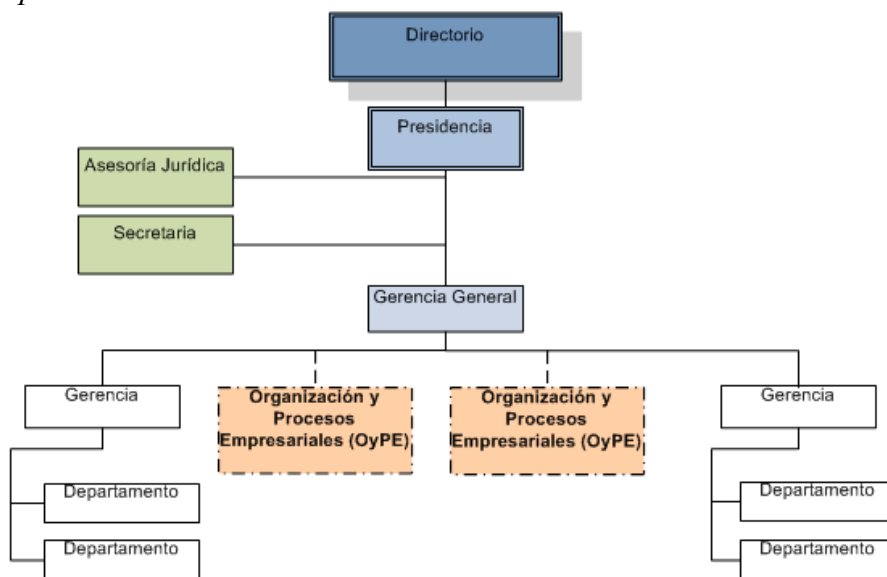 Directorio
Presidencia
Asesoría Jurídica
Secretaria
Gerencia General
Gerencia
Organización y
Procesos
Empresariales (OyPE)
Organización y
Procesos
Empresariales (OyPE)
Gerencia
Departamento
Departamento
Departamento
Departamento